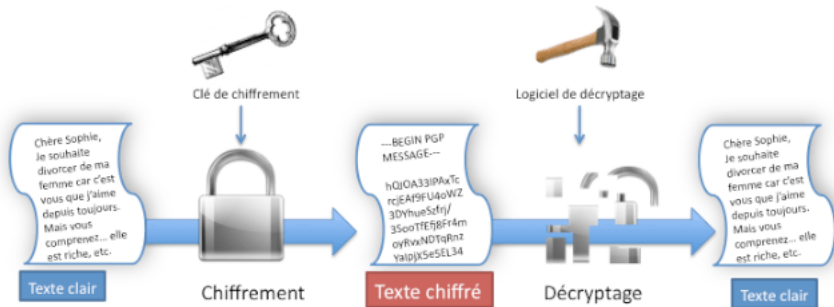 Clé de chiffrement
Logiciel de décryptage
Chère Sophie,
Je souhaite
divorcer de ma
femme car c'est
vous que j'aime
depuis toujours.
Mais vous
comprenez... elle
est riche, etc.
Texte clair
Chiffrement
---BEGIN PGP
MESSAGE---
hQIOA33IPAxTc
rcjEAf9FU4oWZ
3DYhueSzfrj/
3SooTfEfj8Fr4m
oyRvxNDTqRnz
YaIpjXSeSEL34
Texte chiffré
Décryptage
Chère Sophie,
Je souhaite
divorcer de ma
femme car c'est
vous que j'aime
depuis toujours.
Mais vous
comprenez... elle
est riche, etc.
Texte clair